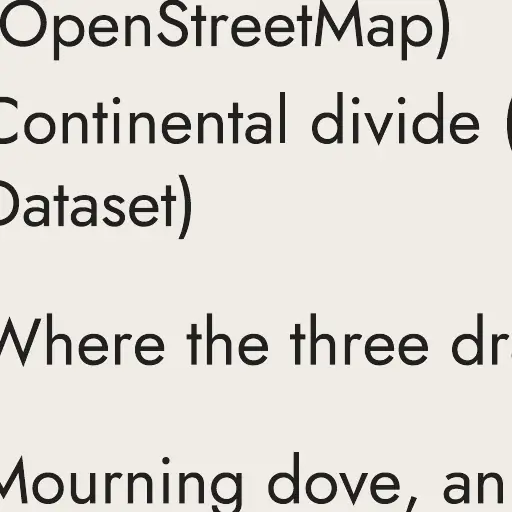 (OpenStreetMap)
Continental divide (
Dataset)
Where the three dr
Mourning dove, an